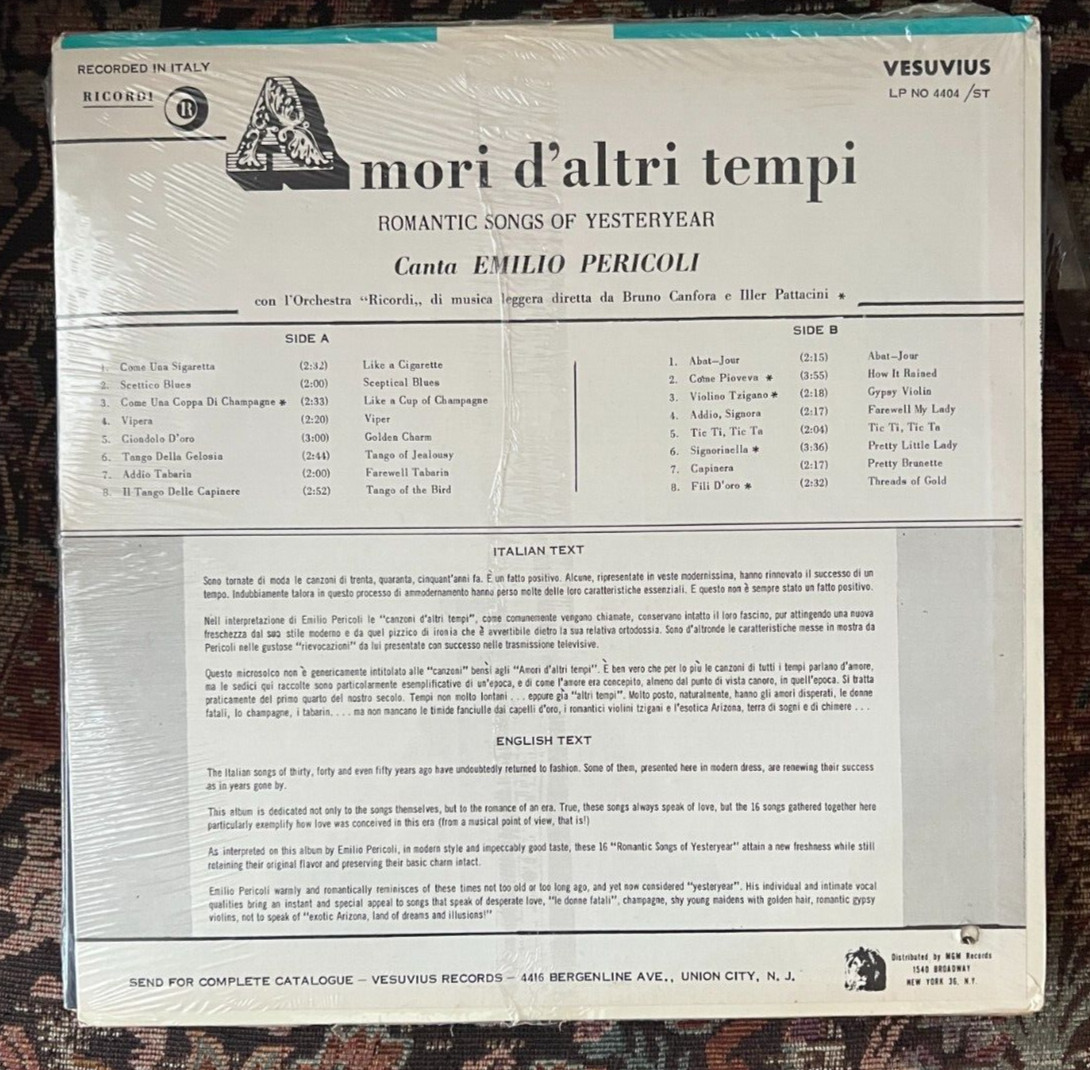 RECORDED IN ITALY
RICORDI
R
VESUVIUS
LP NO 4404 /ST
Amori d'altri tempi
ROMANTIC SONGS OF YESTERYEAR
Canta EMILIO PERICOLI
con l'Orchestra “Ricordi„ di musica leggera diretta da Bruno Canfora e Iller Pattacini *
SIDE A
1. Come Una Sigaretta (2:32) Like a Cigarette
2. Scettico Blues (2:00) Sceptical Blues
3. Come Una Coppa Di Champagne * (2:33) Like a Cup of Champagne
4. Vipera (2:20) Viper
5. Ciondolo D'oro (3:00) Golden Charm
6. Tango Della Gelosia (2:44) Tango of Jealousy
7. Addio Tabarin (2:00) Farewell Tabarin
8. Il Tango Delle Capinere (2:52) Tango of the Bird
SIDE B
1. Abat-Jour (2:15) Abat-Jour
2. Come Pioveva * (3:55) How It Rained
3. Violino Tzigano * (2:18) Gypsy Violin
4. Addio, Signora (2:17) Farewell My Lady
5. Tic Ti, Tic Ta (2:04) Tic Ti, Tic Ta
6. Signorinella * (3:36) Pretty Little Lady
7. Capinera (2:17) Pretty Brunette
8. Fili D'oro * (2:32) Threads of Gold
ITALIAN TEXT
Sono tornate di moda le canzoni di trenta, quaranta, cinquant'anni fa. È un fatto positivo. Alcune, ripresentate in veste modernissima, hanno rinnovato il successo di un
tempo. Indubbiamente talora in questo processo di ammodernamento hanno perso molte delle loro caratteristiche essenziali. E questo non è sempre stato un fatto positivo.
Nell interpretazione di Emilio Pericoli le "canzoni d'altri tempi", come comunemente vengono chiamate, conservano intatto il loro fascino, pur attingendo una nuova
freschezza dal suo stile moderno e da quel pizzico di ironia che è avvertibile dietro la sua relativa ortodossia. Sono d'altronde le caratteristiche messe in mostra da
Pericoli nelle gustose "rievocazioni" da lui presentate con successo nelle trasmissione televisive.
Questo microsolco non è genericamente intitolato alle "canzoni" bensì agli "Amori d'altri tempi". È ben vero che per lo più le canzoni di tutti i tempi parlano d'amore,
ma le sedici qui raccolte sono particolarmente esemplificative di un'epoca, e di come l'amore era concepito, almeno dal punto di vista canoro, in quell'epoca. Si tratta
praticamente del primo quarto del nostro secolo. Tempi non molto lontani . . . eppure già "altri tempi". Molto posto, naturalmente, hanno gli amori disperati, le donne
fatali, lo champagne, i tabarin, . . . ma non mancano le timide fanciulle dai capelli d'oro, i romantici violini tzigani e l'esotica Arizona, terra di sogni e di chimere . . .
ENGLISH TEXT
The Italian songs of thirty, forty and even fifty years ago have undoubtedly returned to fashion. Some of them, presented here in modern dress, are renewing their success
as in years gone by.
This album is dedicated not only to the songs themselves, but to the romance of an era. True, these songs always speak of love, but the 16 songs gathered together here
particularly exemplify how love was conceived in this era (from a musical point of view, that is!)
As interpreted on this album by Emilio Pericoli, in modern style and impeccably good taste, these 16 "Romantic Songs of Yesteryear" attain a new freshness while still
retaining their original flavor and preserving their basic charm intact.
Emilio Pericoli warmly and romantically reminisces of these times not too old or too long ago, and yet now considered "yesteryear". His individual and intimate vocal
qualities bring an instant and special appeal to songs that speak of desperate love, "le donne fatali", champagne, shy young maidens with golden hair, romantic gypsy
violins, not to speak of "exotic Arizona, land of dreams and illusions!"
SEND FOR COMPLETE CATALOGUE – VESUVIUS RECORDS – 4416 BERGENLINE AVE., UNION CITY, N. J.
Distributed by MGM Records
1540 BROADWAY
NEW YORK 36, N.Y.